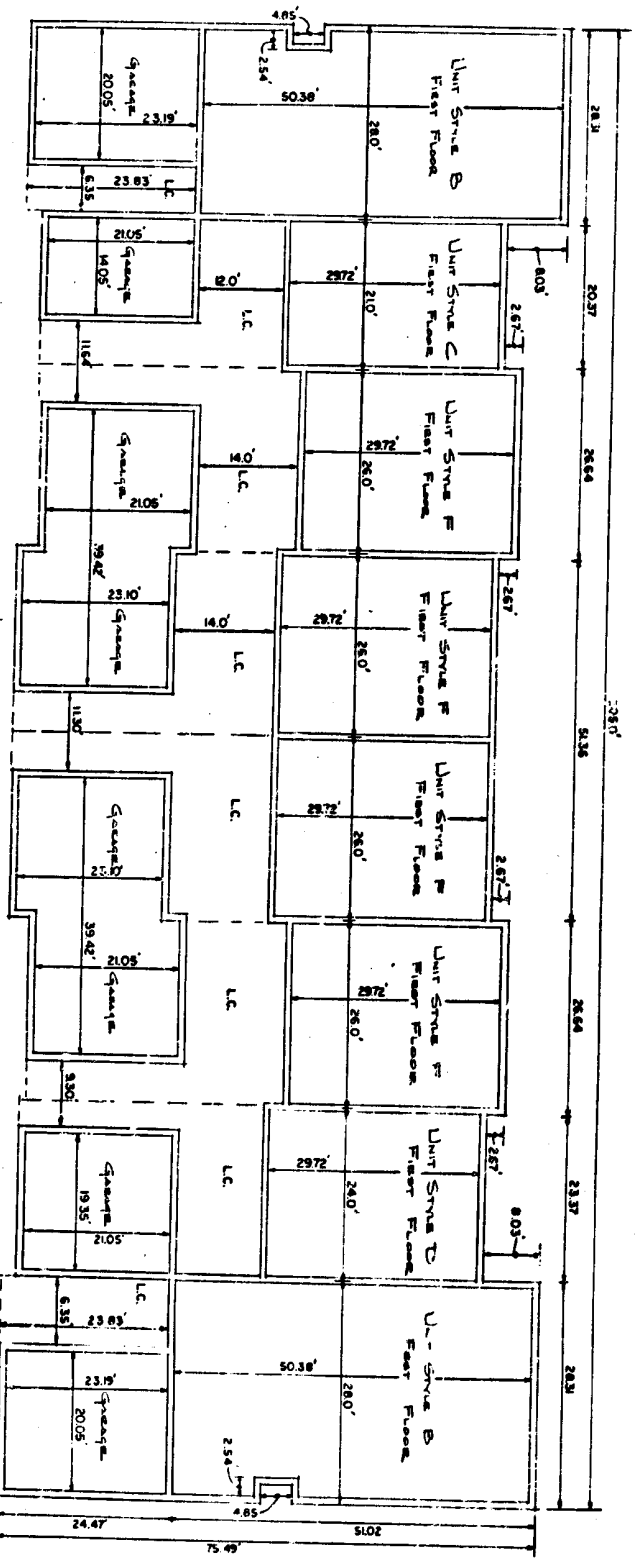 28.31
20.37
26.64
51.36
26.64
23.37
28.31
8.03'
2.67'
2.67'
2.67'
2.67'
8.03'
4.85'
2.54'
UNIT STYLE B
FIRST FLOOR
50.38'
28.0'
UNIT STYLE C
FIRST FLOOR
29.72'
21.0'
UNIT STYLE F
FIRST FLOOR
29.72'
26.0'
UNIT STYLE F
FIRST FLOOR
29.72'
26.0'
UNIT STYLE F
FIRST FLOOR
29.72'
26.0'
UNIT STYLE F
FIRST FLOOR
29.72'
26.0'
UNIT STYLE D
FIRST FLOOR
29.72'
24.0'
UNIT STYLE B
FIRST FLOOR
50.38'
28.0'
2.54'
4.85
51.02
24.47'
75.49'
L.C.
12.0'
L.C.
14.0'
L.C.
14.0'
L.C.
L.C.
L.C.
L.C.
L.C.
GARAGE
20.05'
23.19'
6.35
23.83'
GARAGE
21.05'
14.05'
11.64'
GARAGE
21.05'
39.42'
GARAGE
23.10'
11.30'
GARAGE
23.10'
39.42'
GARAGE
21.05'
9.30'
GARAGE
19.35'
21.05'
6.35'
23.83'
GARAGE
23.19'
20.05'